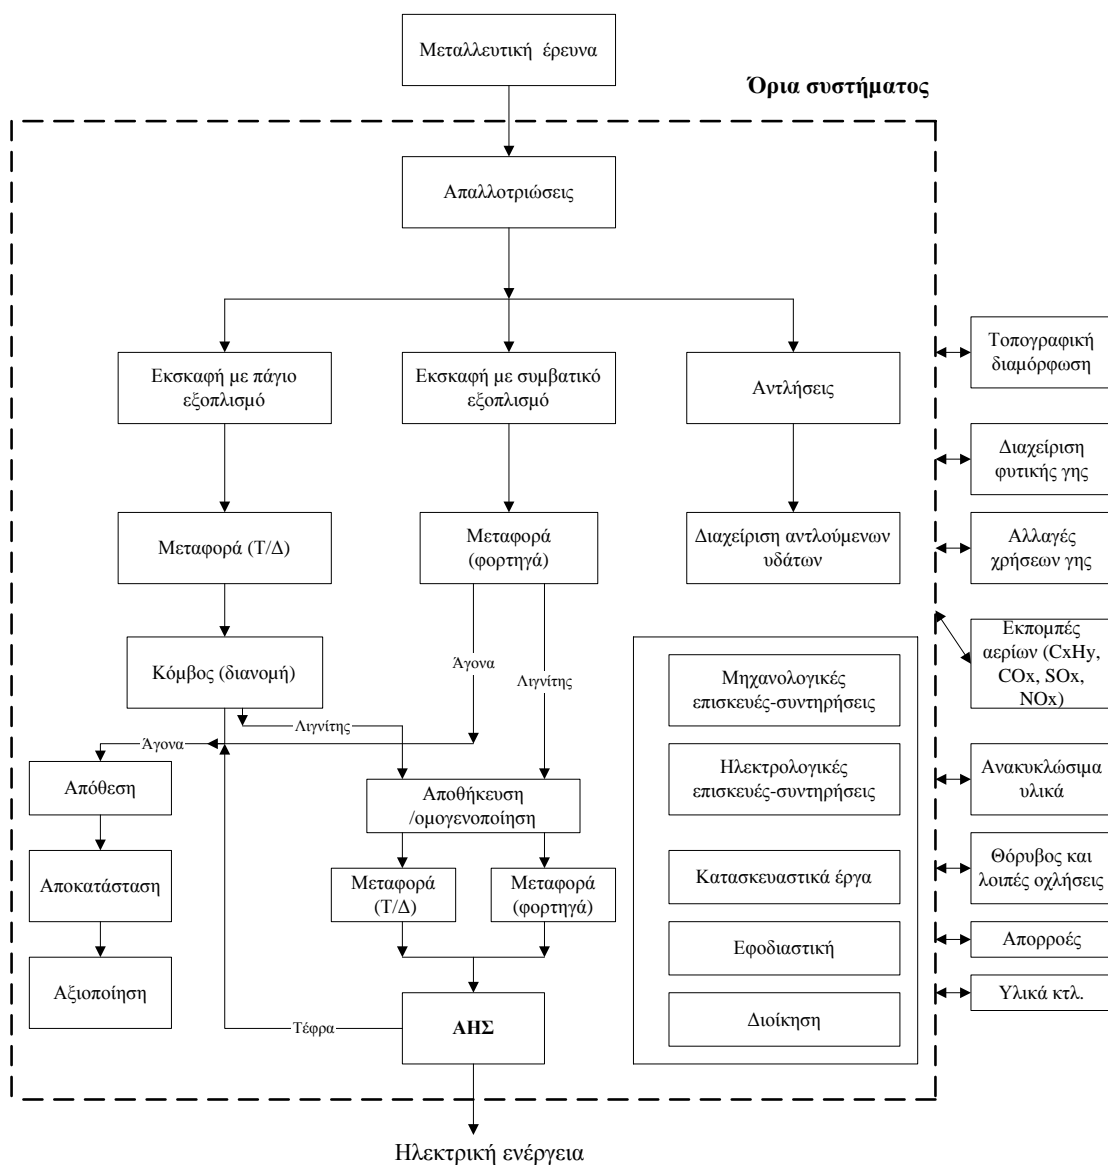 Μεταλλευτική έρευνα
Όρια συστήματος
Απαλλοτριώσεις
Εκσκαφή με πάγιο
εξοπλισμό
Εκσκαφή με συμβατικό
εξοπλισμό
Αντλήσεις
Μεταφορά (Τ/Δ)
Μεταφορά
(φορτηγά)
Διαχείριση αντλούμενων
υδάτων
Κόμβος (διανομή)
Άγονα
Λιγνίτης
Λιγνίτης
Άγονα
Απόθεση
Αποθήκευση
/ομογενοποίηση
Αποκατάσταση
Μεταφορά
(Τ/Δ)
Μεταφορά
(φορτηγά)
Αξιοποίηση
Τέφρα
ΑΗΣ
Ηλεκτρική ενέργεια
Μηχανολογικές
επισκευές-συντηρήσεις
Ηλεκτρολογικές
επισκευές-συντηρήσεις
Κατασκευαστικά έργα
Εφοδιαστική
Διοίκηση
Τοπογραφική
διαμόρφωση
Διαχείριση
φυτικής γης
Αλλαγές
χρήσεων γης
Εκπομπές
αερίων (CxHy,
COx, SOx,
NOx)
Ανακυκλώσιμα
υλικά
Θόρυβος και
λοιπές οχλήσεις
Απορροές
Υλικά κτλ.